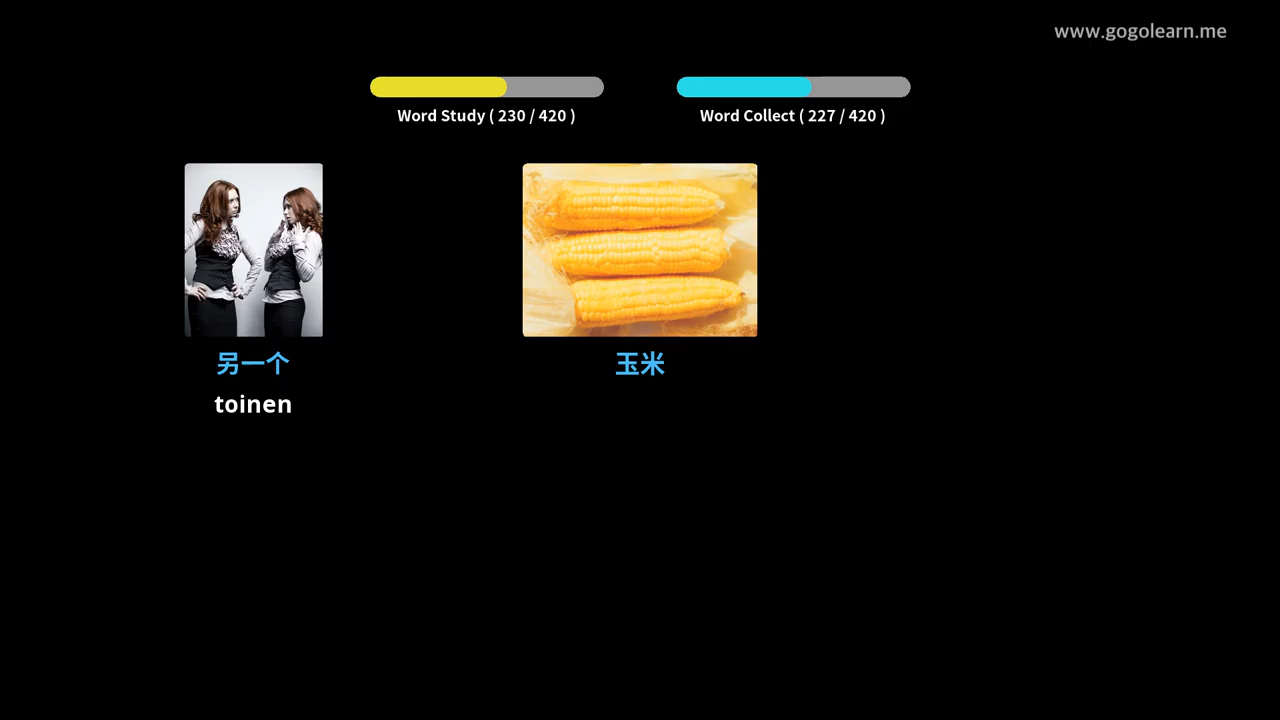 www.gogolearn.me
Word Study ( 230 / 420 )
Word Collect ( 227 / 420 )
另一个
玉米
toinen